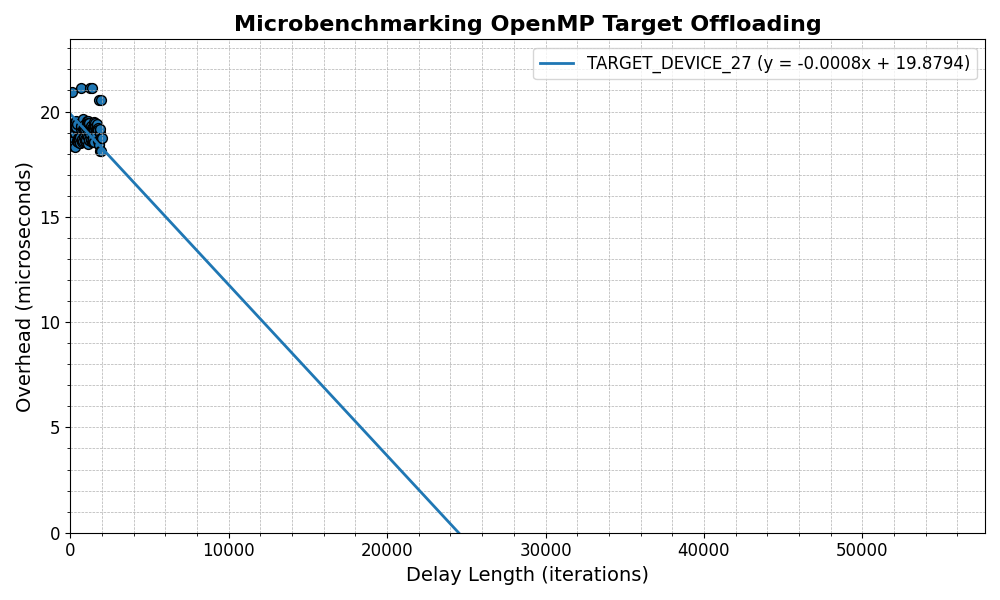 Microbenchmarking OpenMP Target Offloading
TARGET_DEVICE_27 (y = -0.0008x + 19.8794)
Overhead (microseconds)
20
15
10
5
0
0 10000 20000 30000 40000 50000
Delay Length (iterations)